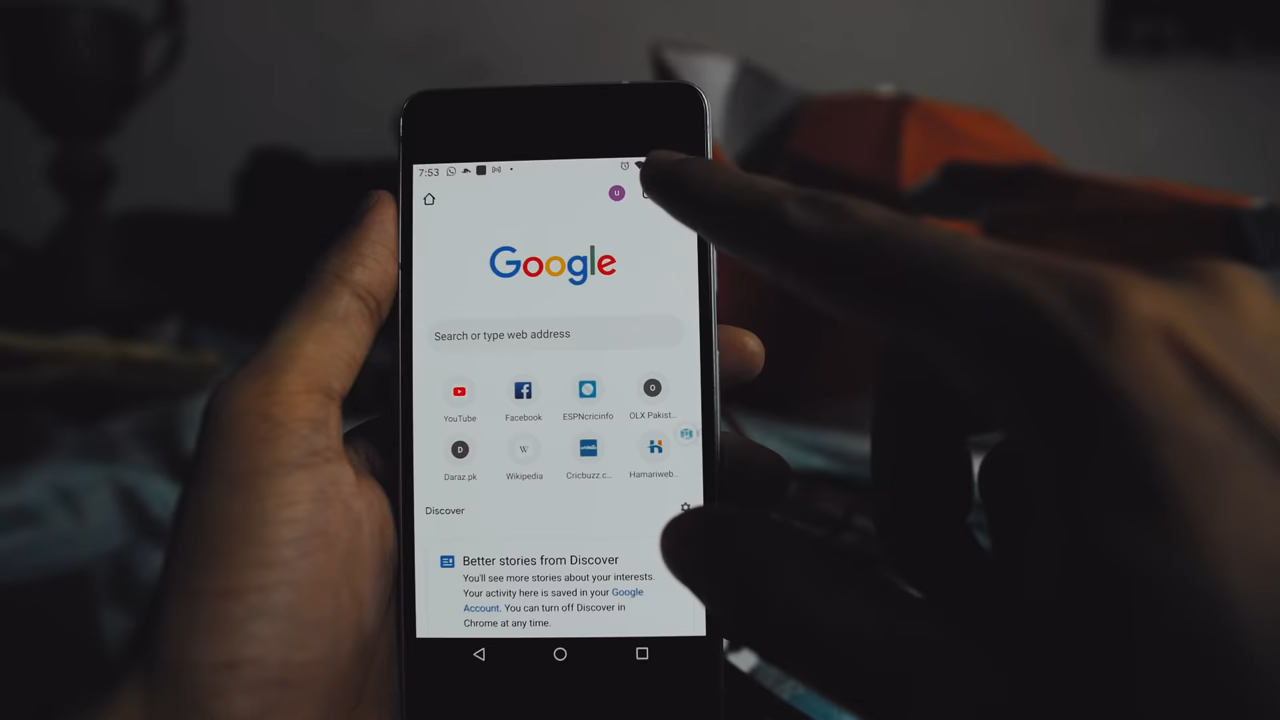 7:53
U
Google
Search or type web address
O
YouTube
Facebook
ESPNcricinfo
OLX Pakist...
D
W
Daraz.pk
Wikipedia
Cricbuzz.c...
Hamariweb..
Discover
Better stories from Discover
You'll see more stories about your interests.
Your activity here is saved in your Google
Account. You can turn off Discover in
Chrome at any time.